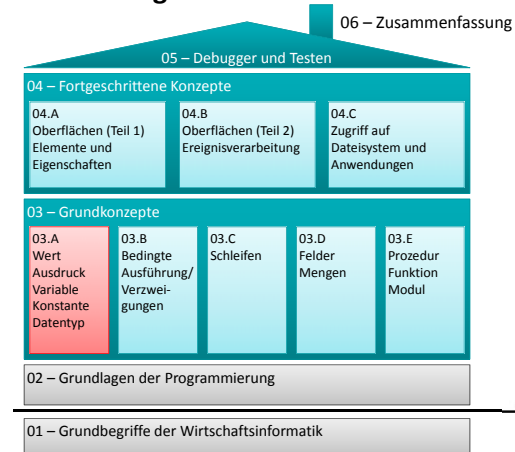 06 – Zusammenfassung
05 – Debugger und Testen
04 – Fortgeschrittene Konzepte
04.A
Oberflächen (Teil 1)
Elemente und
Eigenschaften
04.B
Oberflächen (Teil 2)
Ereignisverarbeitung
04.C
Zugriff auf
Dateisystem und
Anwendungen
03 – Grundkonzepte
03.A
Wert
Ausdruck
Variable
Konstante
Datentyp
03.B
Bedingte
Ausführung/
Verzwei-
gungen
03.C
Schleifen
03.D
Felder
Mengen
03.E
Prozedur
Funktion
Modul
02 – Grundlagen der Programmierung
01 – Grundbegriffe der Wirtschaftsinformatik